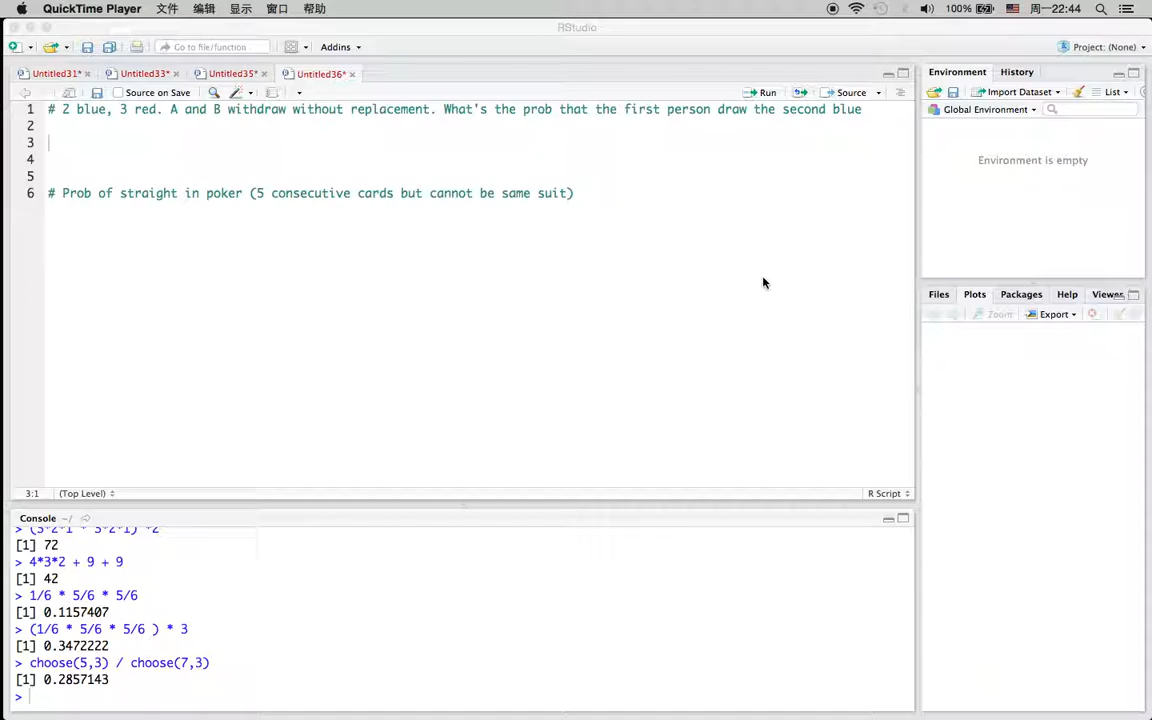 QuickTime Player 文件 编辑 显示 窗口 帮助 100% 周一22:44
RStudio
Go to file/function Addins Project: (None)
Untitled31* Untitled33* Untitled35* Untitled36*
Source on Save Run Source
1 # 2 blue, 3 red. A and B withdraw without replacement. What's the prob that the first person draw the second blue
2
3
4
5
6 # Prob of straight in poker (5 consecutive cards but cannot be same suit)
3:1 (Top Level) R Script
Console ~/
> (3*2*1 * 3*2*1) *2
[1] 72
> 4*3*2 + 9 + 9
[1] 42
> 1/6 * 5/6 * 5/6
[1] 0.1157407
> (1/6 * 5/6 * 5/6 ) * 3
[1] 0.3472222
> choose(5,3) / choose(7,3)
[1] 0.2857143
>
Environment History
Import Dataset List
Global Environment
Environment is empty
Files Plots Packages Help Viewer
Zoom Export